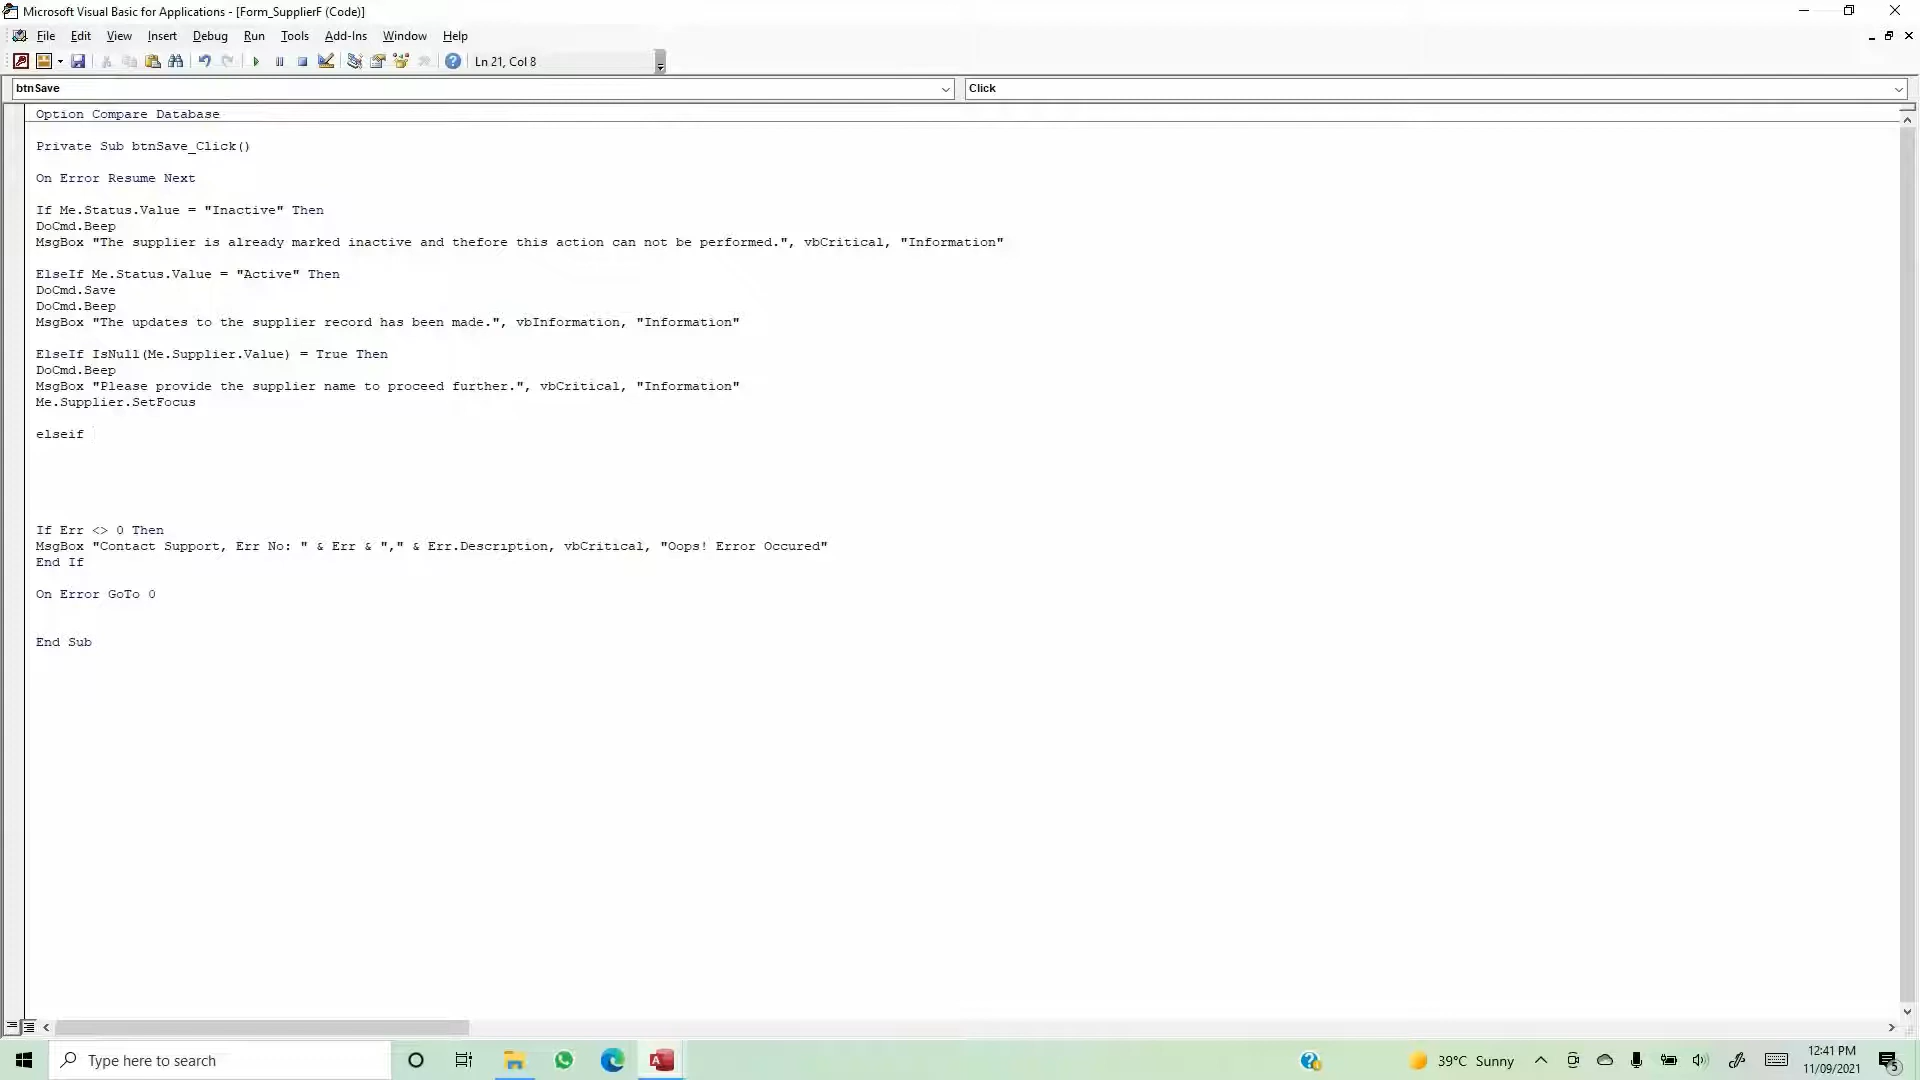 Microsoft Visual Basic for Applications - [Form_SupplierF (Code)]
File Edit View Insert Debug Run Tools Add-Ins Window Help
Ln 21, Col 8
btnSave
Click
Option Compare Database
Private Sub btnSave_Click()
On Error Resume Next
If Me.Status.Value = "Inactive" Then
DoCmd.Beep
MsgBox "The supplier is already marked inactive and thefore this action can not be performed.", vbCritical, "Information"
ElseIf Me.Status.Value = "Active" Then
DoCmd.Save
DoCmd.Beep
MsgBox "The updates to the supplier record has been made.", vbInformation, "Information"
ElseIf IsNull(Me.Supplier.Value) = True Then
DoCmd.Beep
MsgBox "Please provide the supplier name to proceed further.", vbCritical, "Information"
Me.Supplier.SetFocus
elseif
If Err <> 0 Then
MsgBox "Contact Support, Err No: " & Err & "," & Err.Description, vbCritical, "Oops! Error Occured"
End If
On Error GoTo 0
End Sub
Type here to search
39°C Sunny
12:41 PM
11/09/2021
5